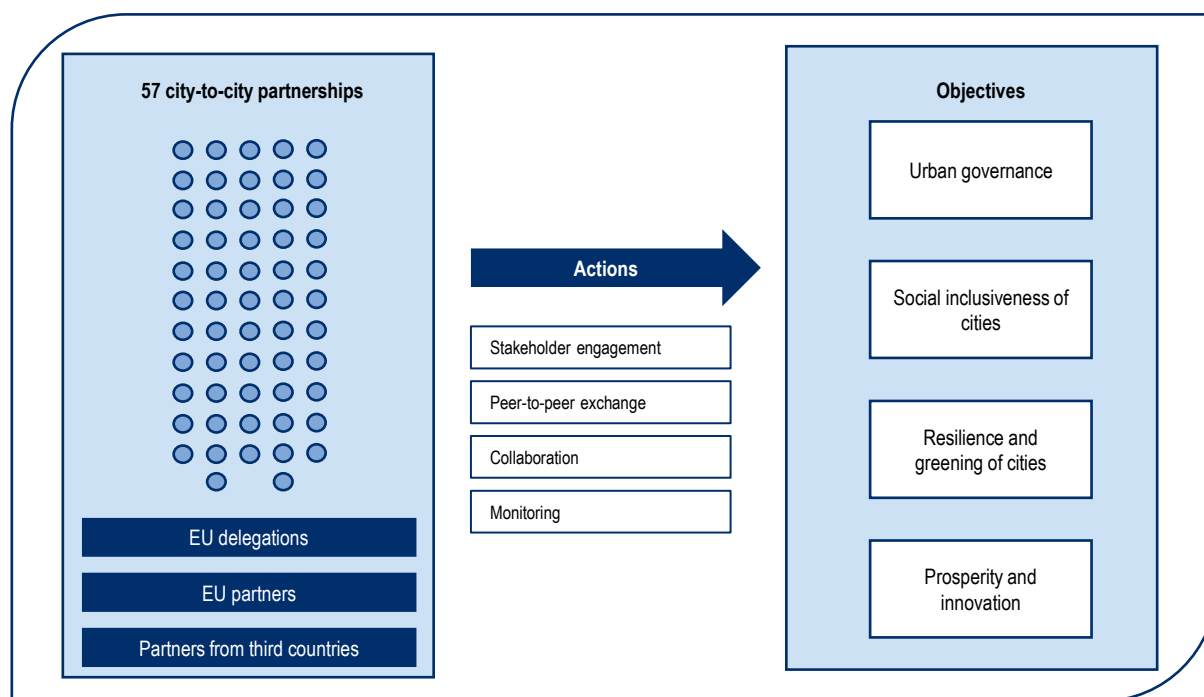 57 city-to-city partnerships
EU delegations
EU partners
Partners from third countries
Actions
Stakeholder engagement
Peer-to-peer exchange
Collaboration
Monitoring
Objectives
Urban governance
Social inclusiveness of
cities
Resilience and
greening of cities
Prosperity and
innovation